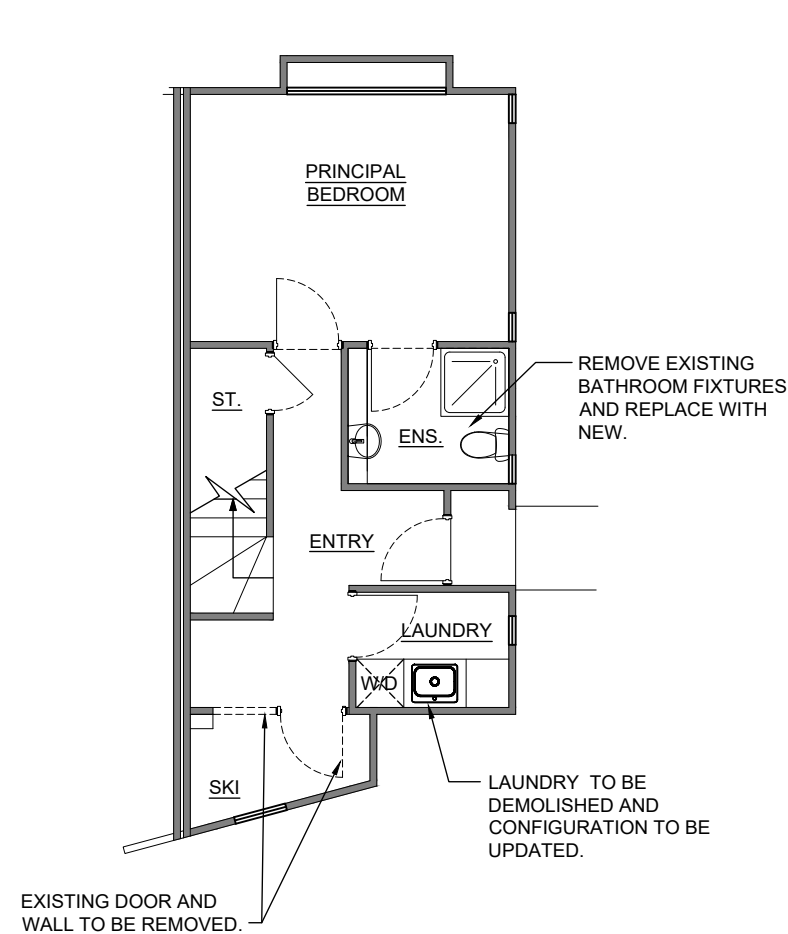 PRINCIPAL
BEDROOM
REMOVE EXISTING
BATHROOM FIXTURES
AND REPLACE WITH
NEW.
ST.
ENS.
ENTRY
LAUNDRY
W/D
SKI
LAUNDRY TO BE
DEMOLISHED AND
CONFIGURATION TO BE
UPDATED.
EXISTING DOOR AND
WALL TO BE REMOVED.